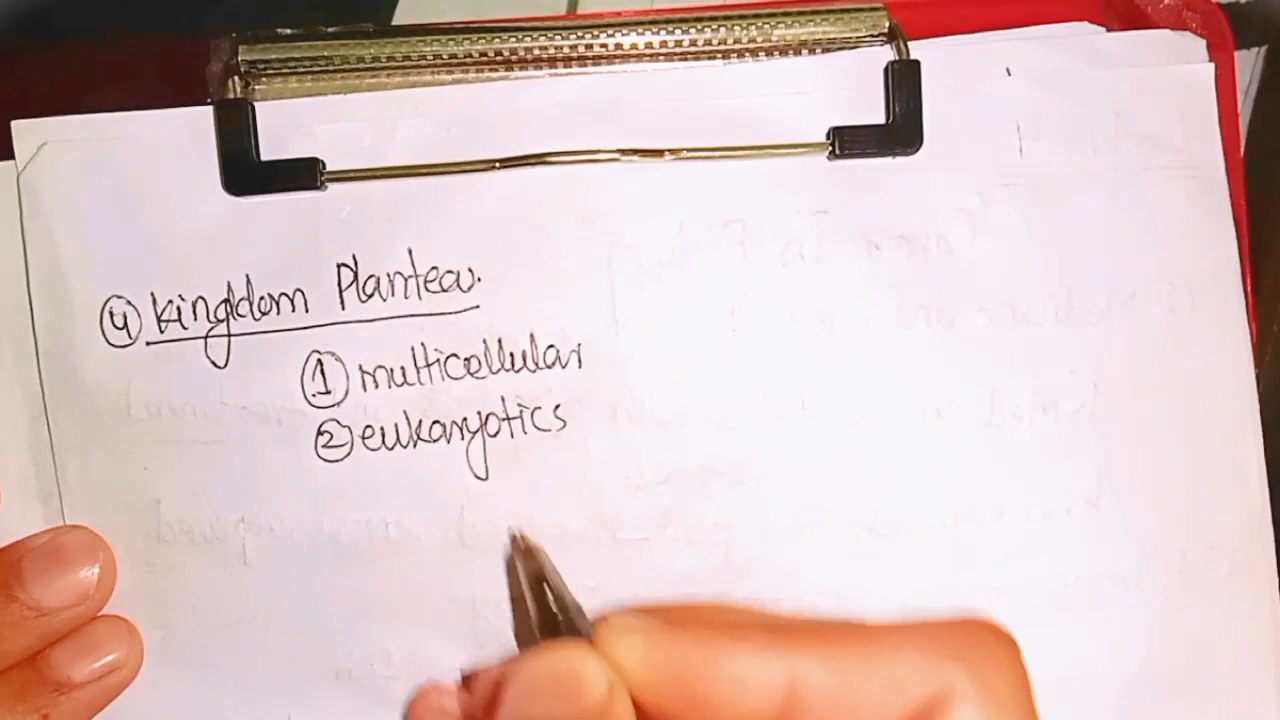 ④ Kingdom Plantea.
① multicellular
② eukaryotics